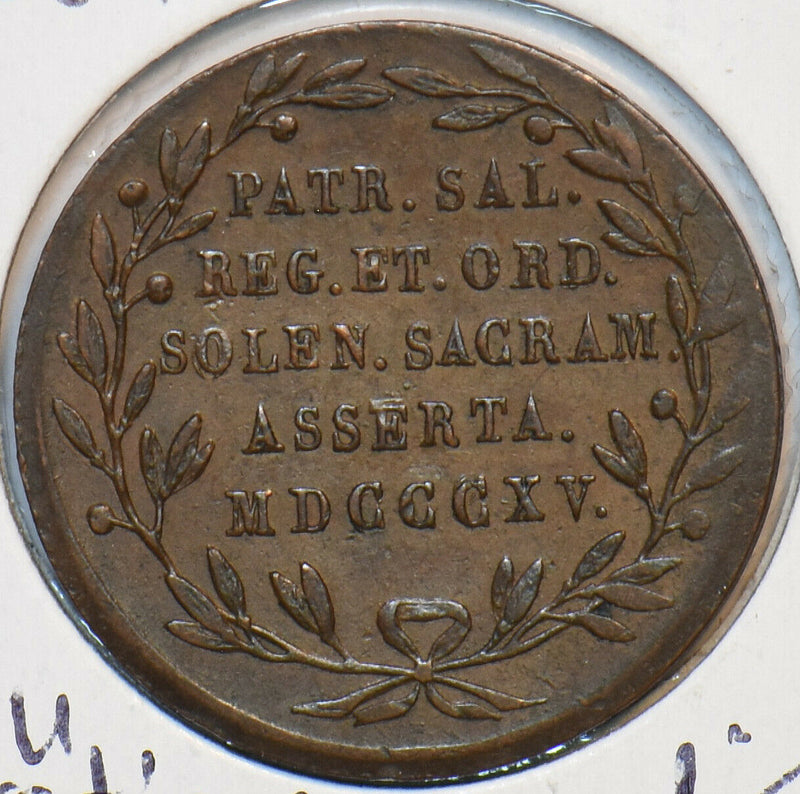 PATR. SAL.
REG. ET. ORD.
SOLEN. SACRAM.
ASSERTA.
MDCCCXV.